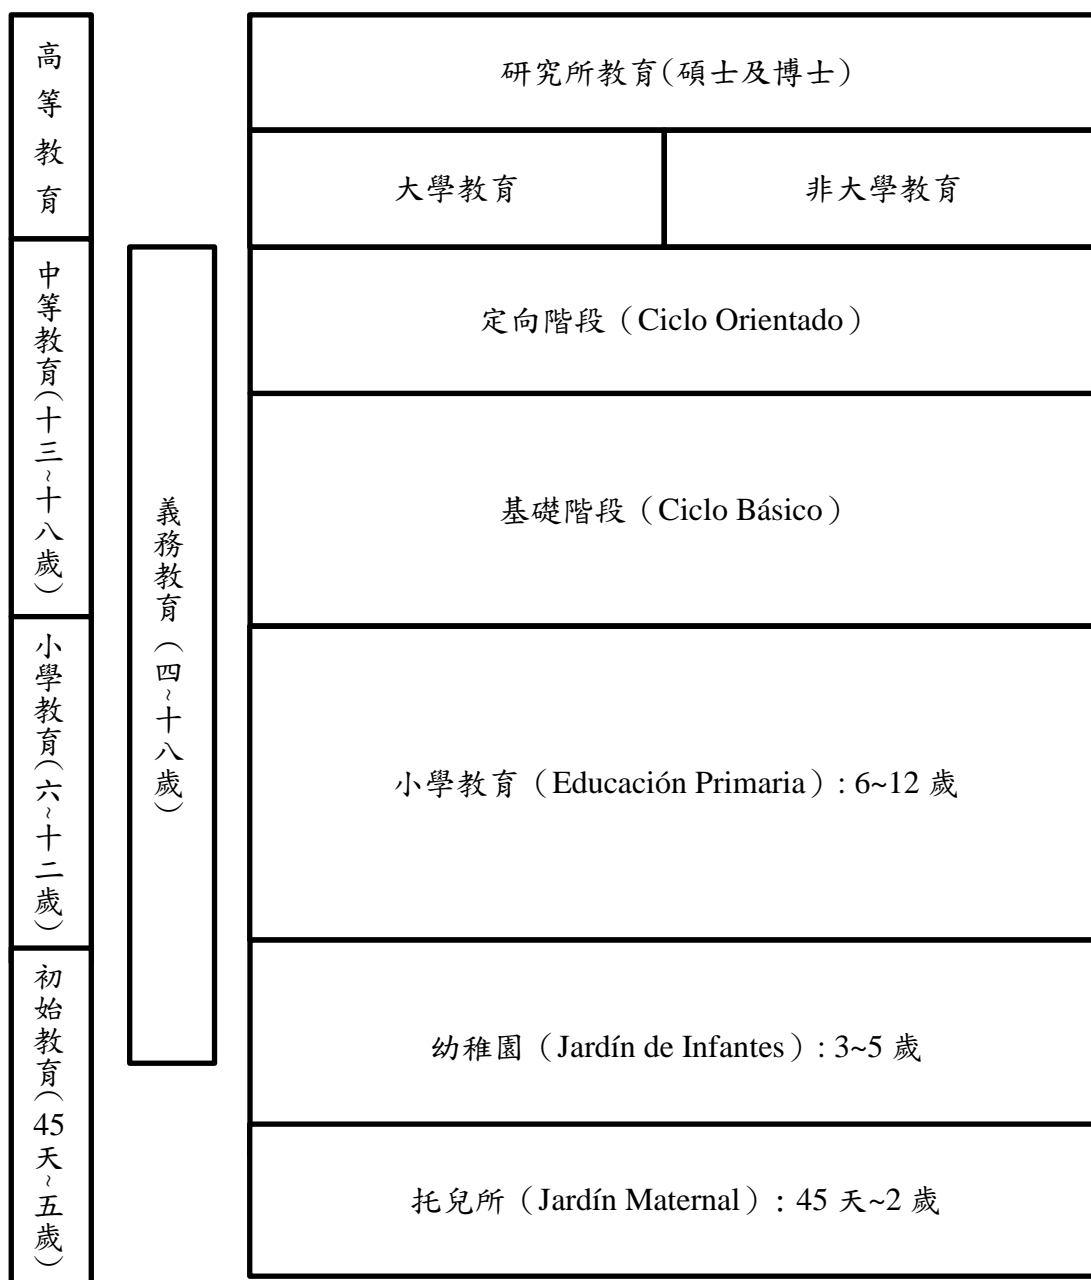 高等教育
研究所教育(碩士及博士)
大學教育
非大學教育
中等教育(十三~十八歲)
義務教育(四~十八歲)
定向階段（Ciclo Orientado）
基礎階段（Ciclo Básico）
小學教育(六~十二歲)
小學教育（Educación Primaria）: 6~12 歲
初始教育(45天~五歲)
幼稚園（Jardín de Infantes）: 3~5 歲
托兒所（Jardín Maternal）: 45 天~2 歲